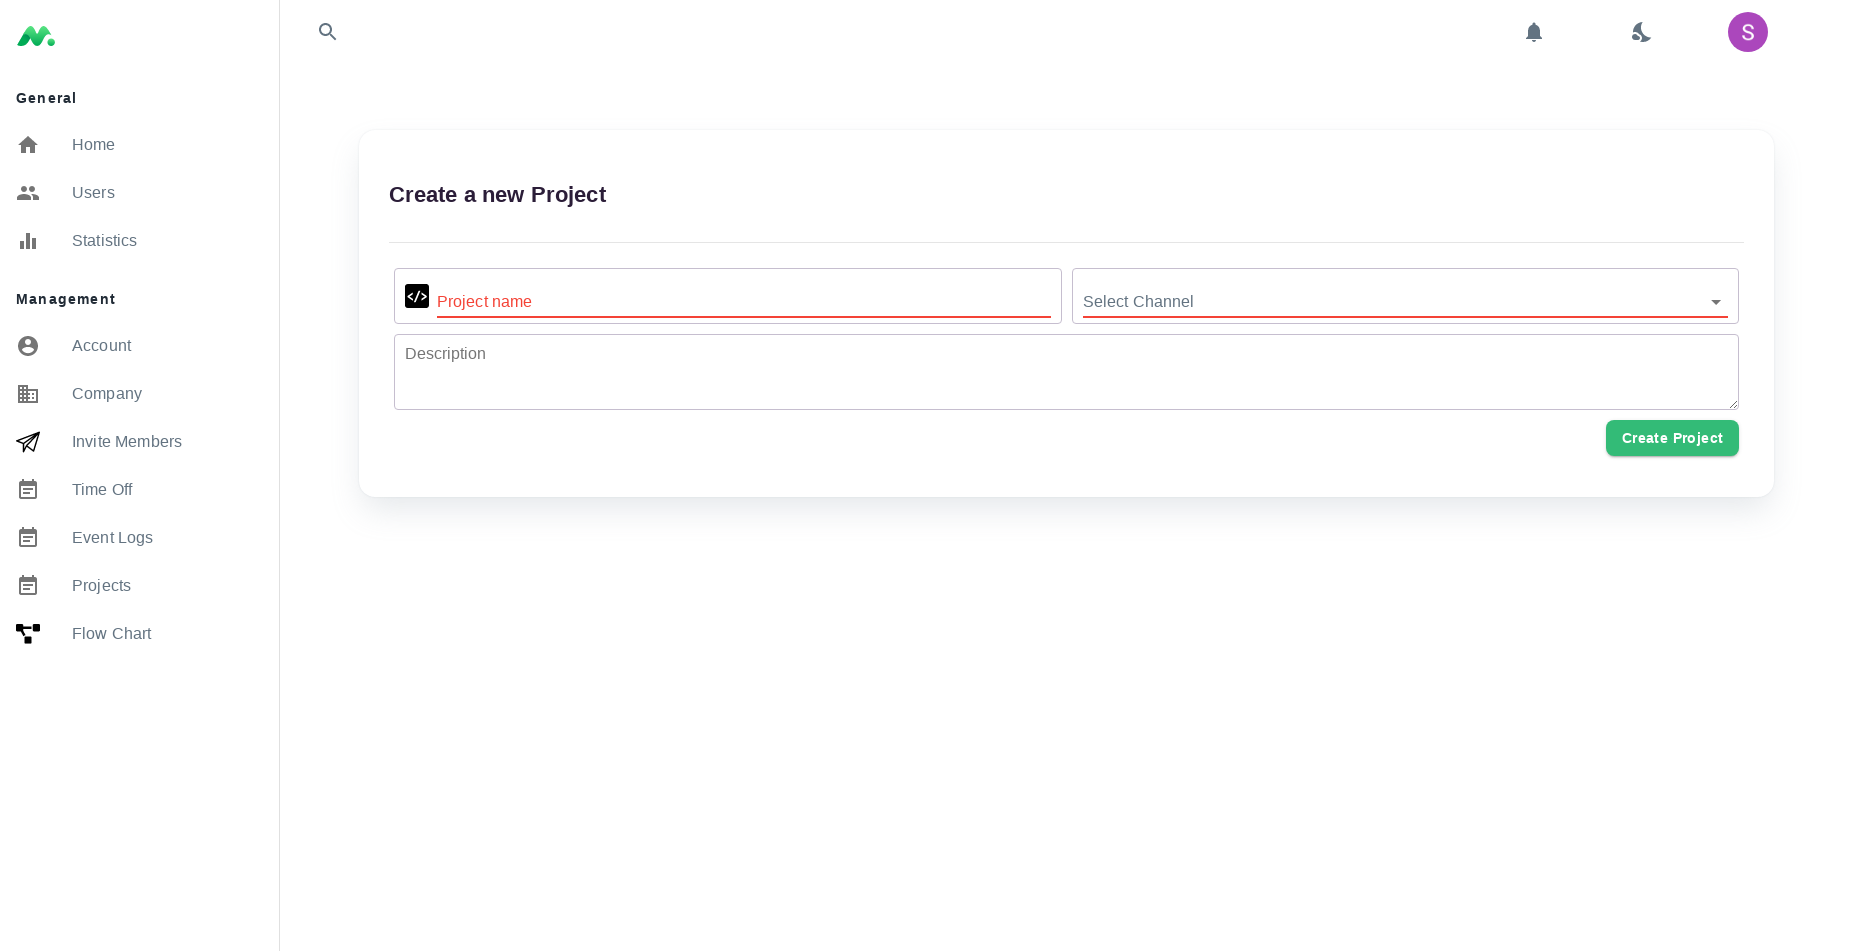 S
General
Home
Users
Statistics
Management
Account
Company
Invite Members
Time Off
Event Logs
Projects
Flow Chart
Create a new Project
Project name
Select Channel
Description
Create Project